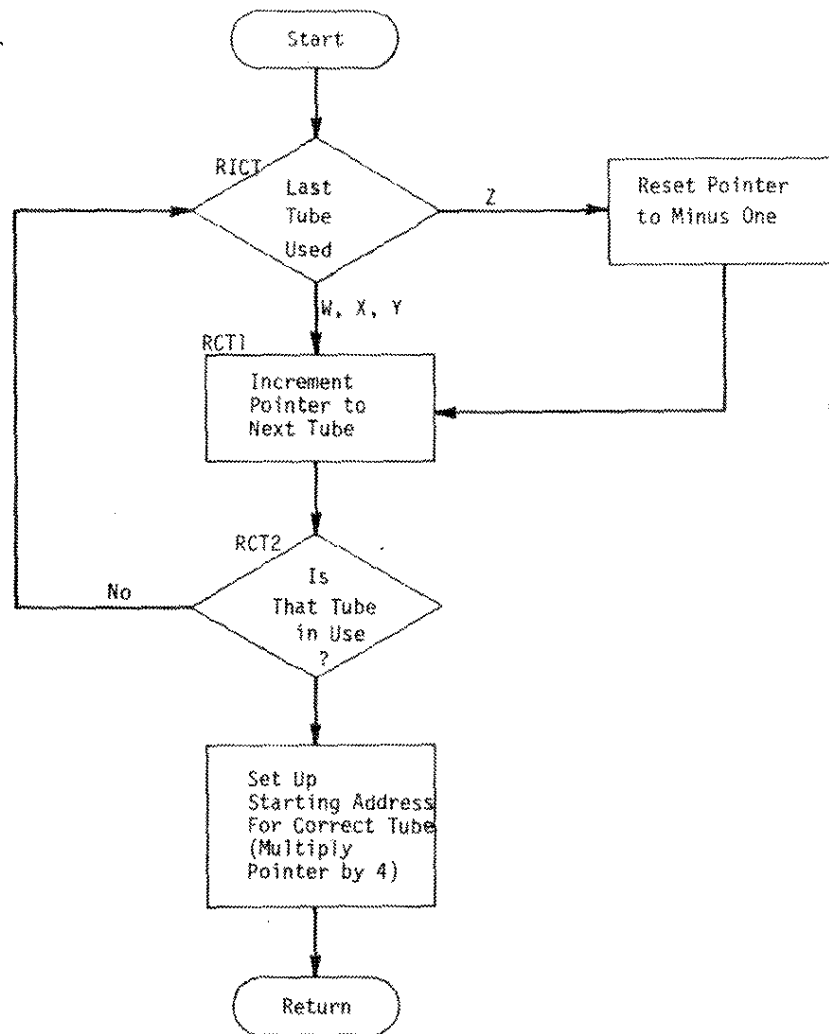 Start
RICT
Last
Tube
Used
Z
Reset Pointer
to Minus One
W, X, Y
RCT1
Increment
Pointer to
Next Tube
RCT2
Is
That Tube
in Use
?
No
Set Up
Starting Address
For Correct Tube
(Multiply
Pointer by 4)
Return